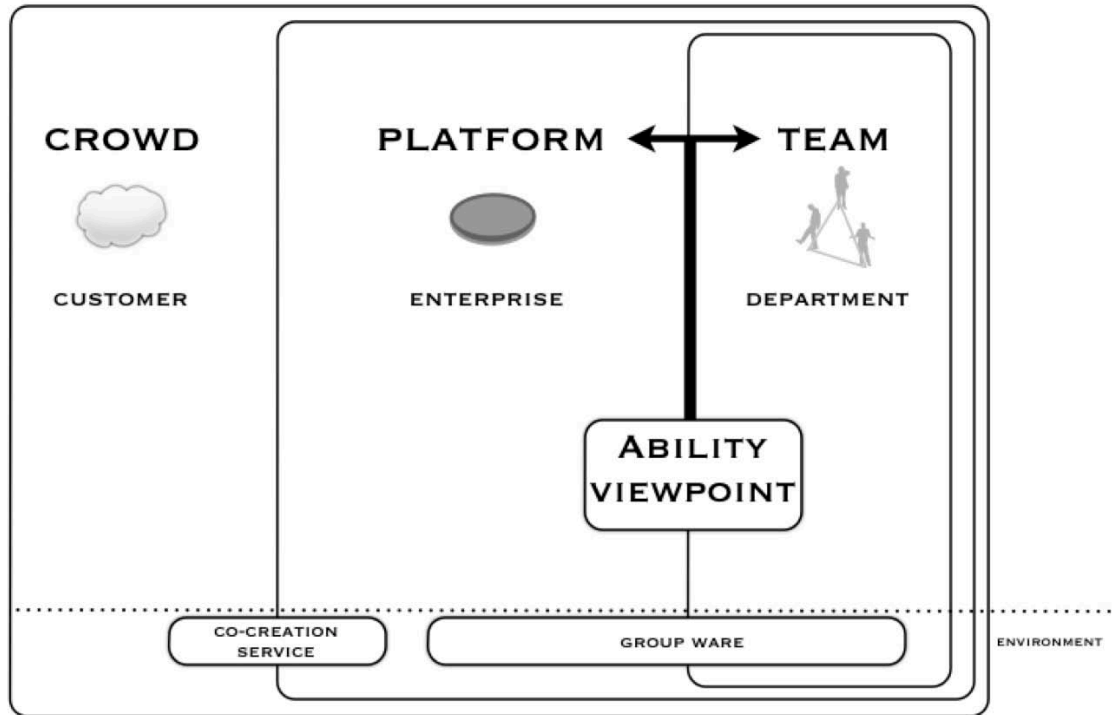 CROWD
PLATFORM
TEAM
CUSTOMER
ENTERPRISE
DEPARTMENT
ABILITY
VIEWPOINT
CO-CREATION
SERVICE
GROUP WARE
ENVIRONMENT